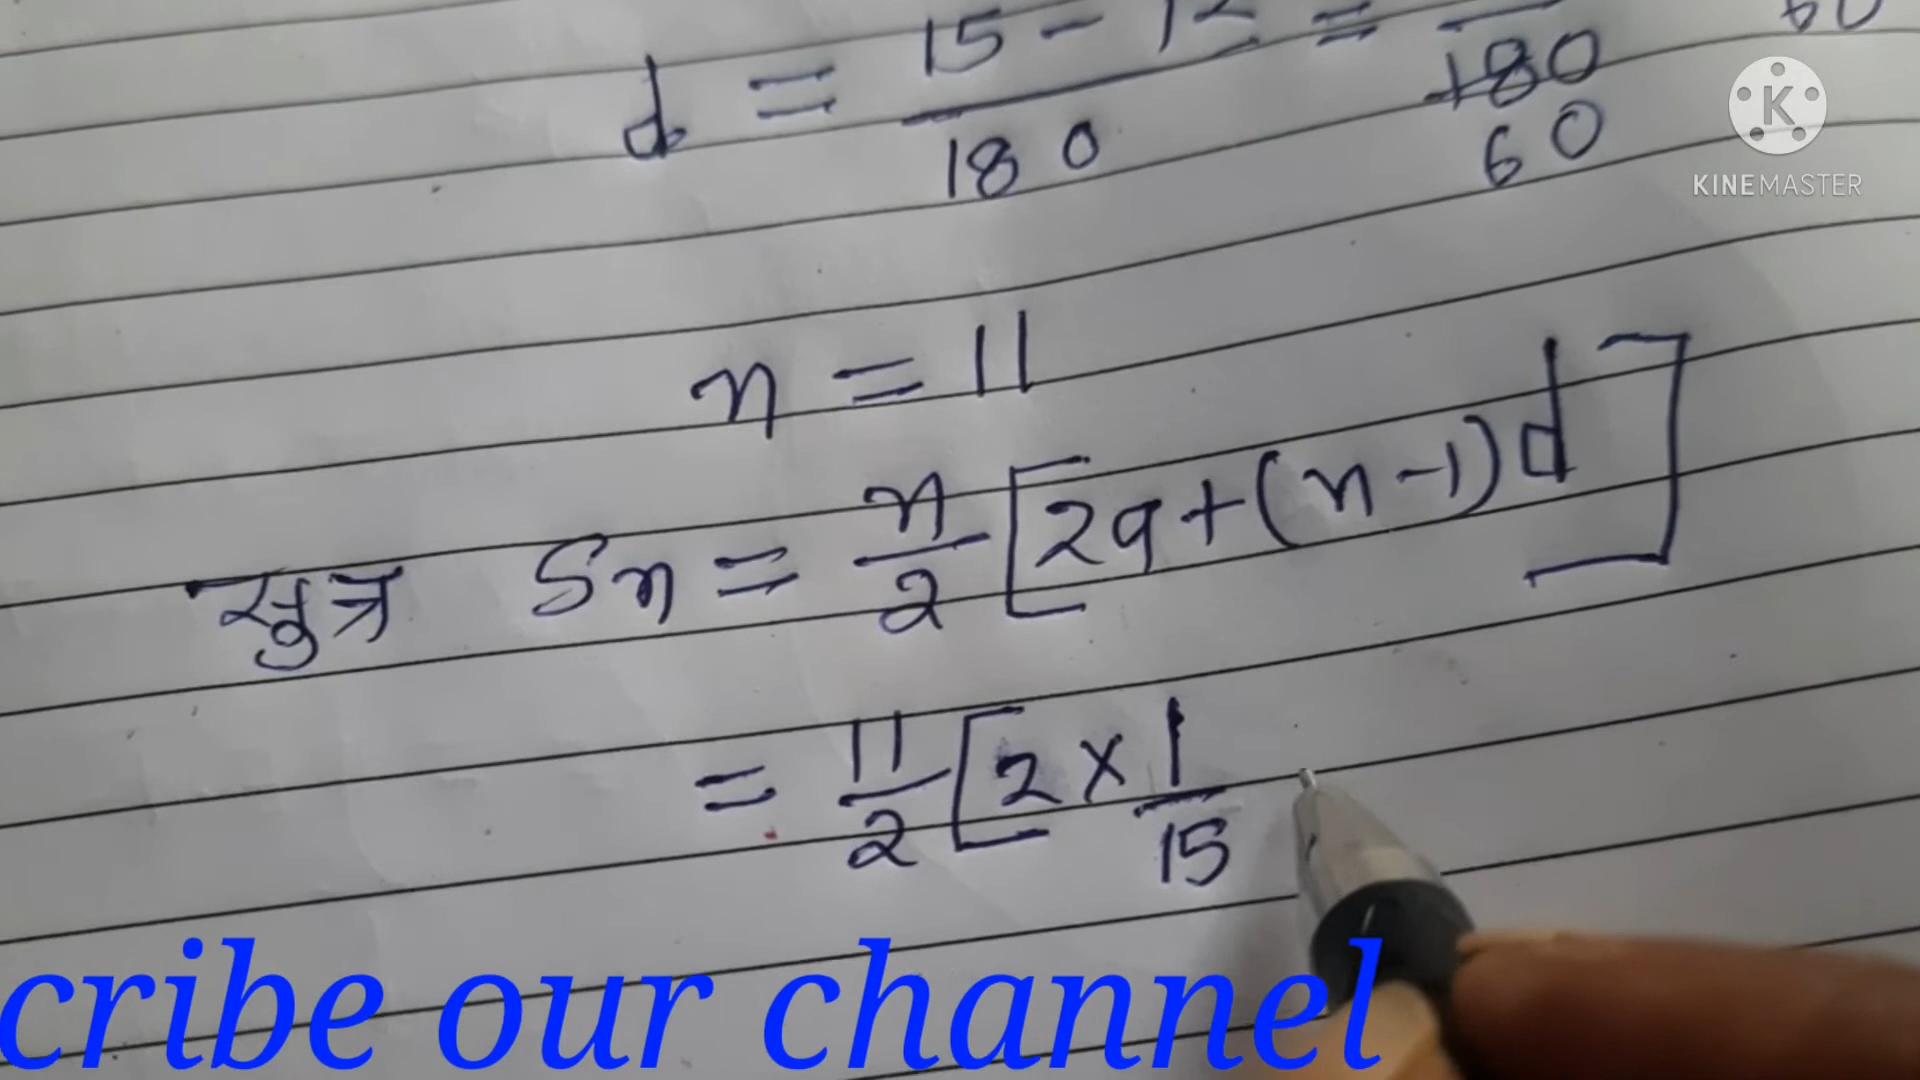 d = 15 - 12 / 180 = 180 60
60
KINEMASTER
n = 11
सुत्र Sn = n/2 [2a+(n-1)d]
= 11/2 [2 × 1/15
cribe our channel